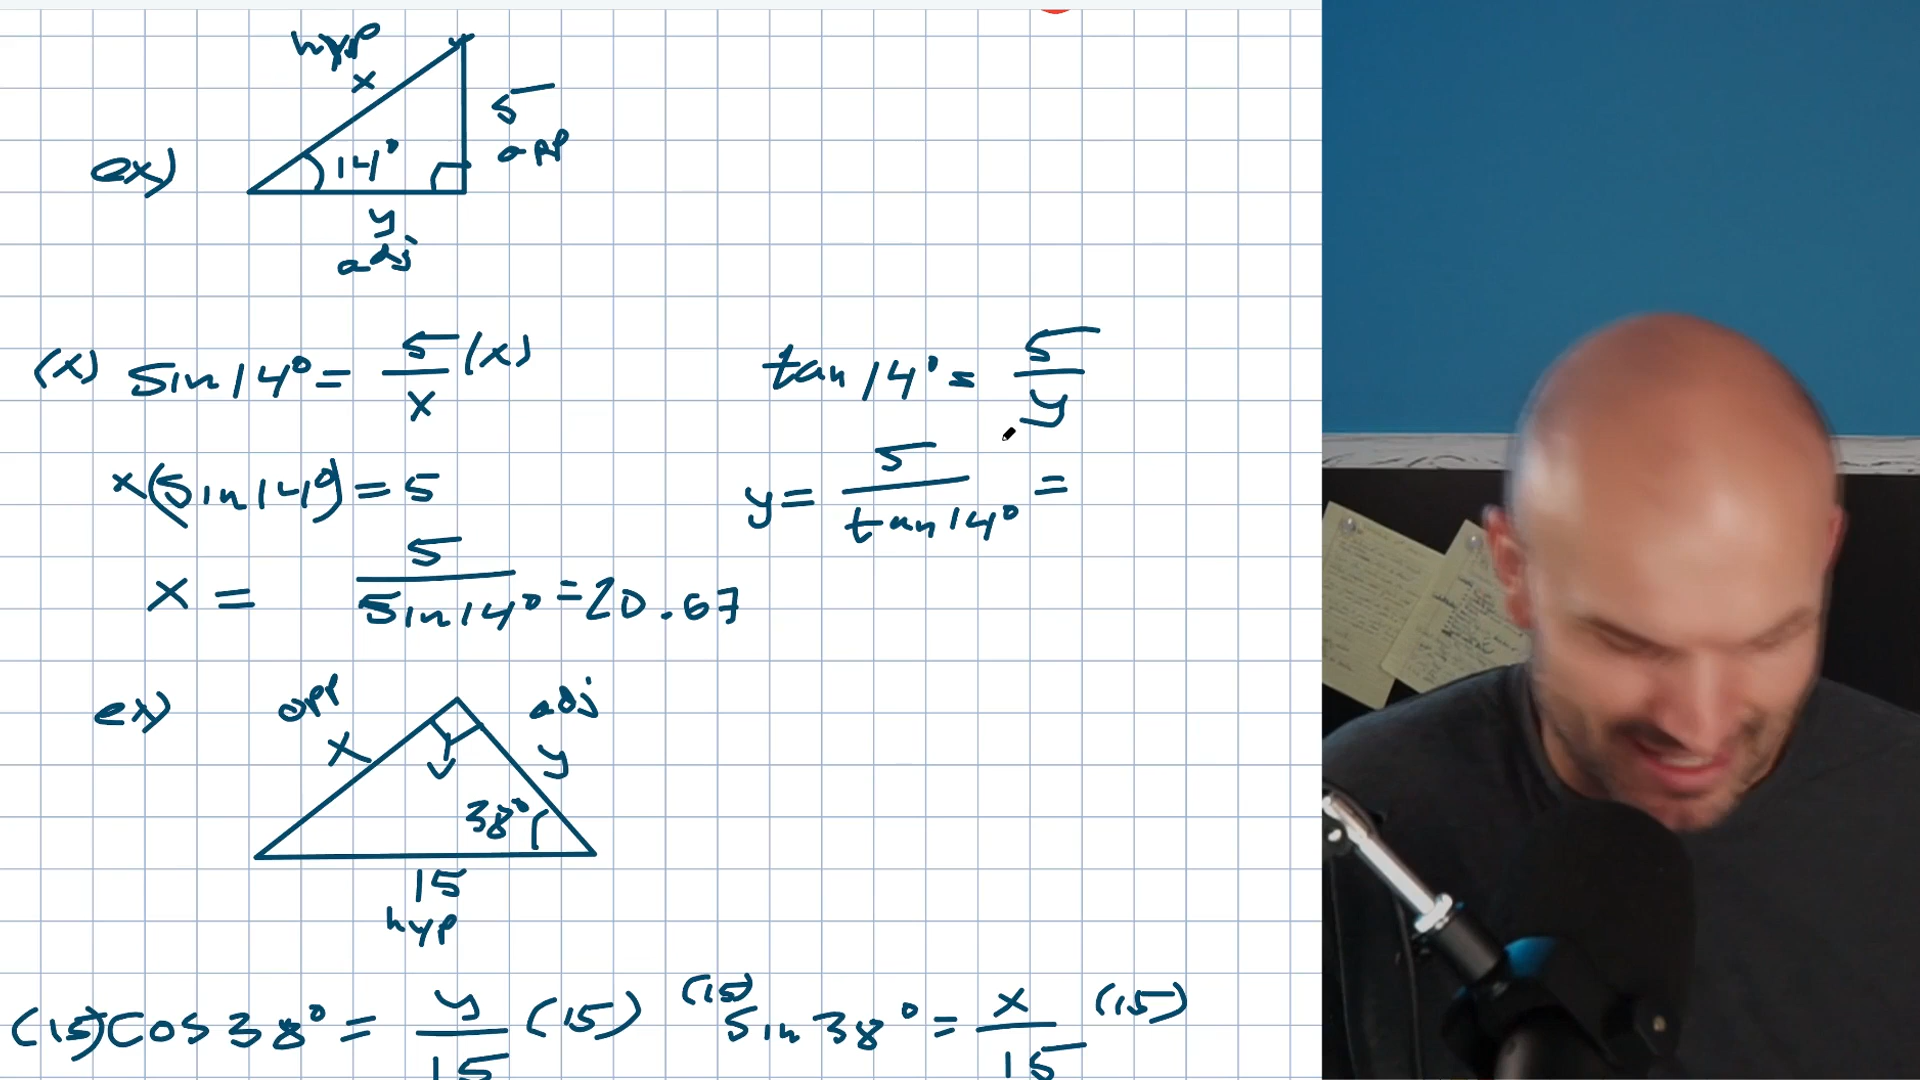 hyp
x
5
opp
ex)
14°
y
adj
(x) sin 14° = 5/x (x)
x(sin 14°) = 5
x = 5/sin 14° = 20.67
tan 14° = 5/y
y = 5/tan 14° =
ex)
opp
x
adj
y
38°
15
hyp
(15) cos 38° = y/15 (15)
(15) sin 38° = x/15 (15)